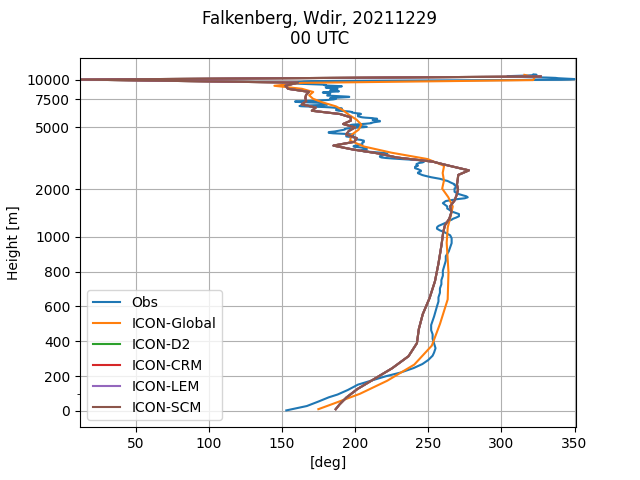 Falkenberg, Wdir, 20211229
00 UTC
Height [m]
10000
7500
5000
2000
1000
800
600
400
200
0
Obs
ICON-Global
ICON-D2
ICON-CRM
ICON-LEM
ICON-SCM
50 100 150 200 250 300 350
[deg]